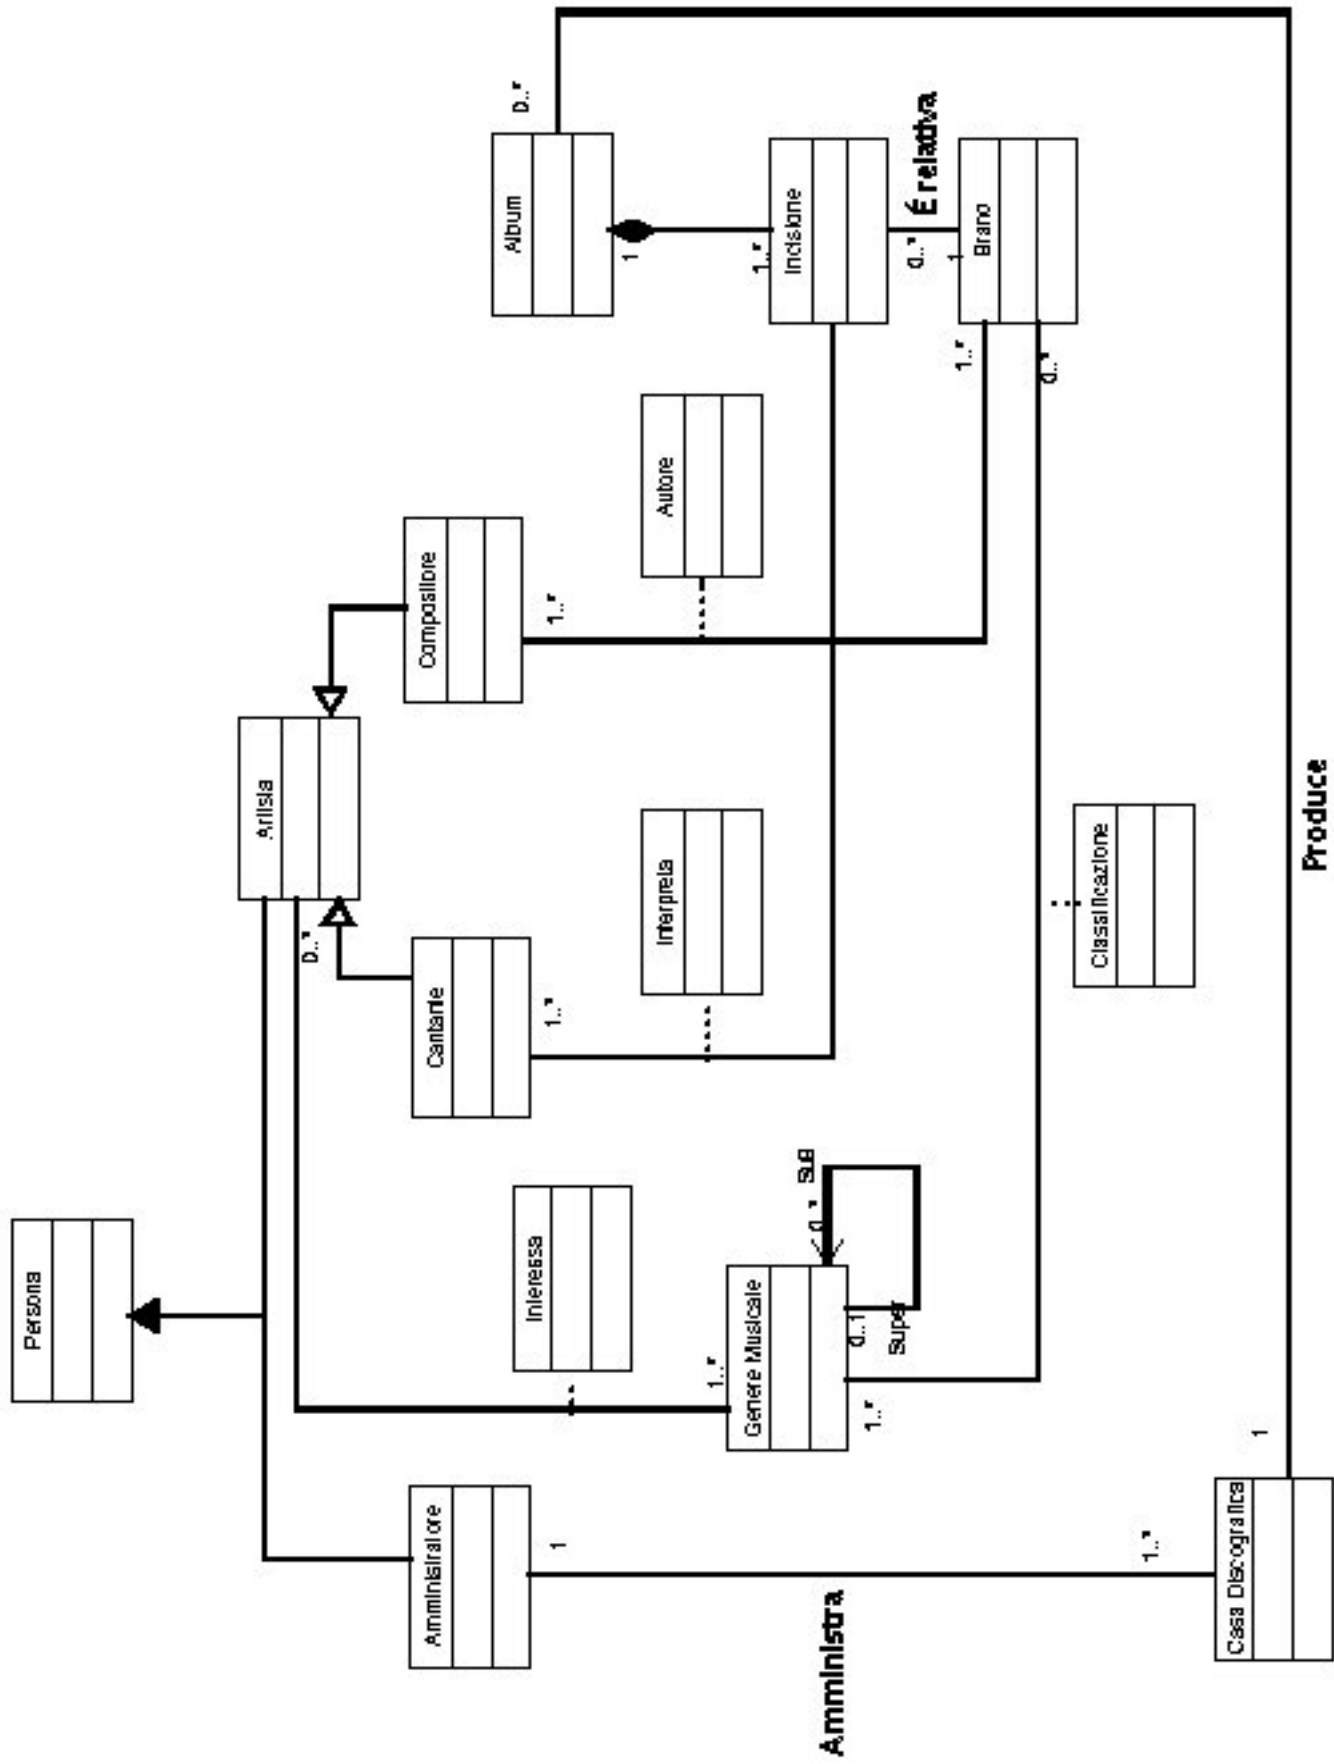 Persona
Artista
0..*
Amministratore
Cantante
Compositore
Album
0..*
Interessa
1
1..*
1..*
1
Interpreta
Autore
1..*
Genere Musicale
1..*
Incisione
SuB
0..*
Amministra
0..1
1..*
Super
0..*
É relativa
1
1..*
Brano
0..*
Classificazione
1..*
Casa Discografica
1
Produce